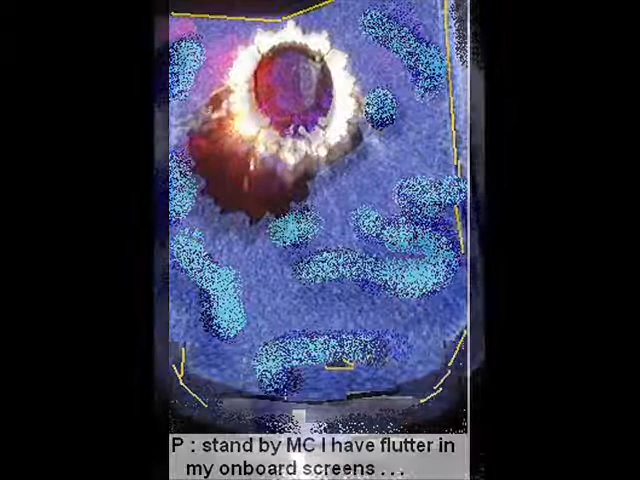 P : stand by MC I have flutter in
my onboard screens . . .